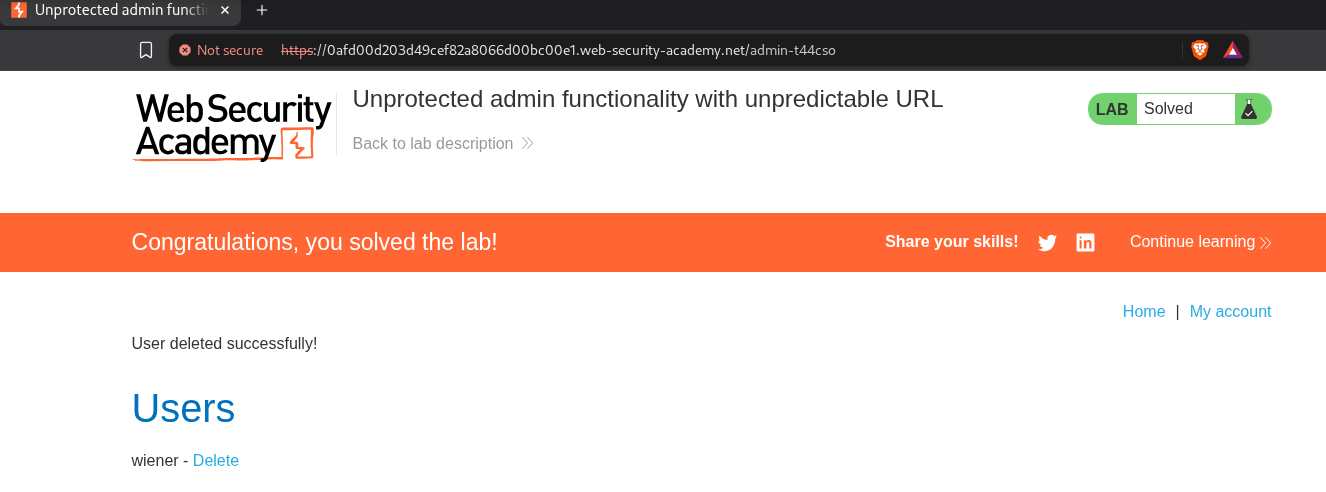 Unprotected admin functi
Not secure https://0afd00d203d49cef82a8066d00bc00e1.web-security-academy.net/admin-t44cso
Web Security
Academy
Unprotected admin functionality with unpredictable URL
Back to lab description
LAB Solved
Congratulations, you solved the lab!
Share your skills!
Continue learning
Home | My account
User deleted successfully!
Users
wiener - Delete